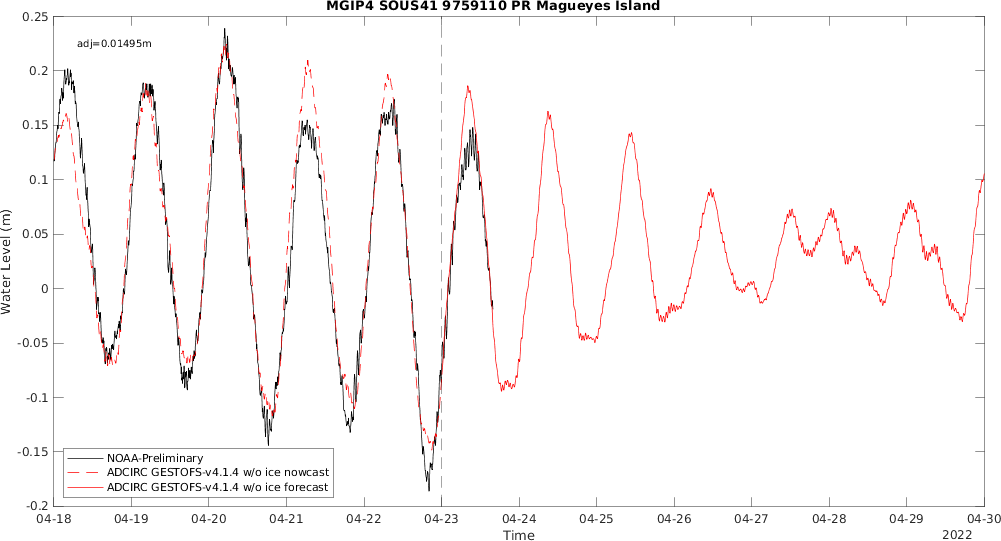 MGIP4 SOUS41 9759110 PR Magueyes Island
adj=0.01495m
0.25
0.2
0.15
0.1
0.05
0
-0.05
-0.1
-0.15
-0.2
Water Level (m)
NOAA-Preliminary
ADCIRC GESTOFS-v4.1.4 w/o ice nowcast
ADCIRC GESTOFS-v4.1.4 w/o ice forecast
04-18 04-19 04-20 04-21 04-22 04-23 04-24 04-25 04-26 04-27 04-28 04-29 04-30
Time
2022